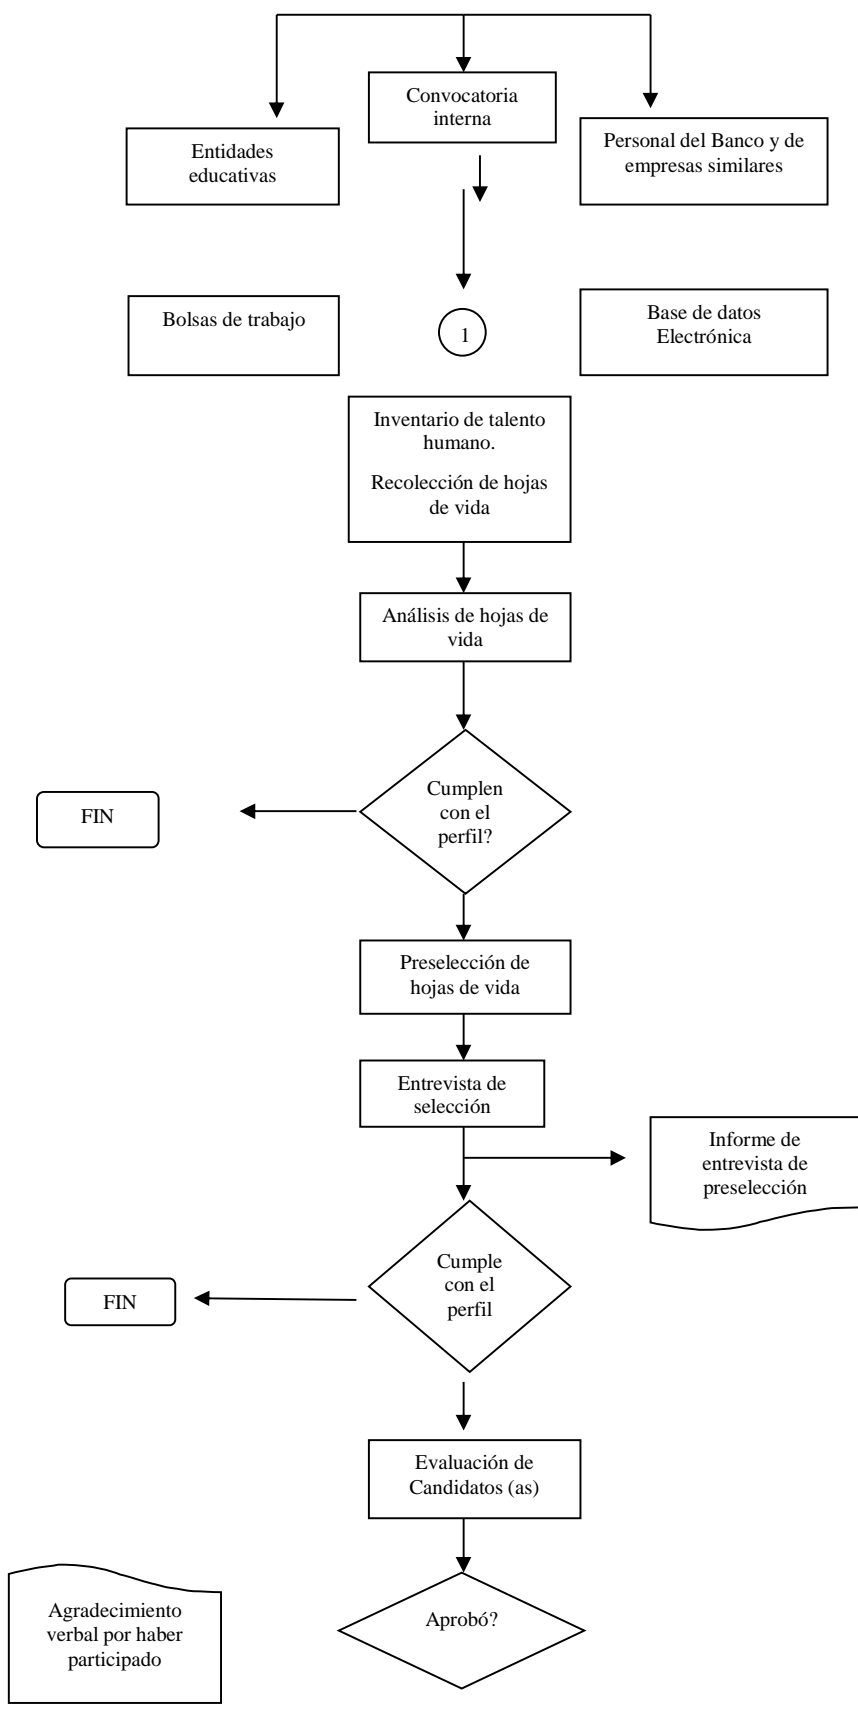 Convocatoria
interna
Entidades
educativas
Personal del Banco y de
empresas similares
Bolsas de trabajo
1
Base de datos
Electrónica
Inventario de talento
humano.
Recolección de hojas
de vida
Análisis de hojas de
vida
Cumplen
con el
perfil?
FIN
Preselección de
hojas de vida
Entrevista de
selección
Informe de
entrevista de
preselección
Cumple
con el
perfil
FIN
Evaluación de
Candidatos (as)
Agradecimiento
verbal por haber
participado
Aprobó?